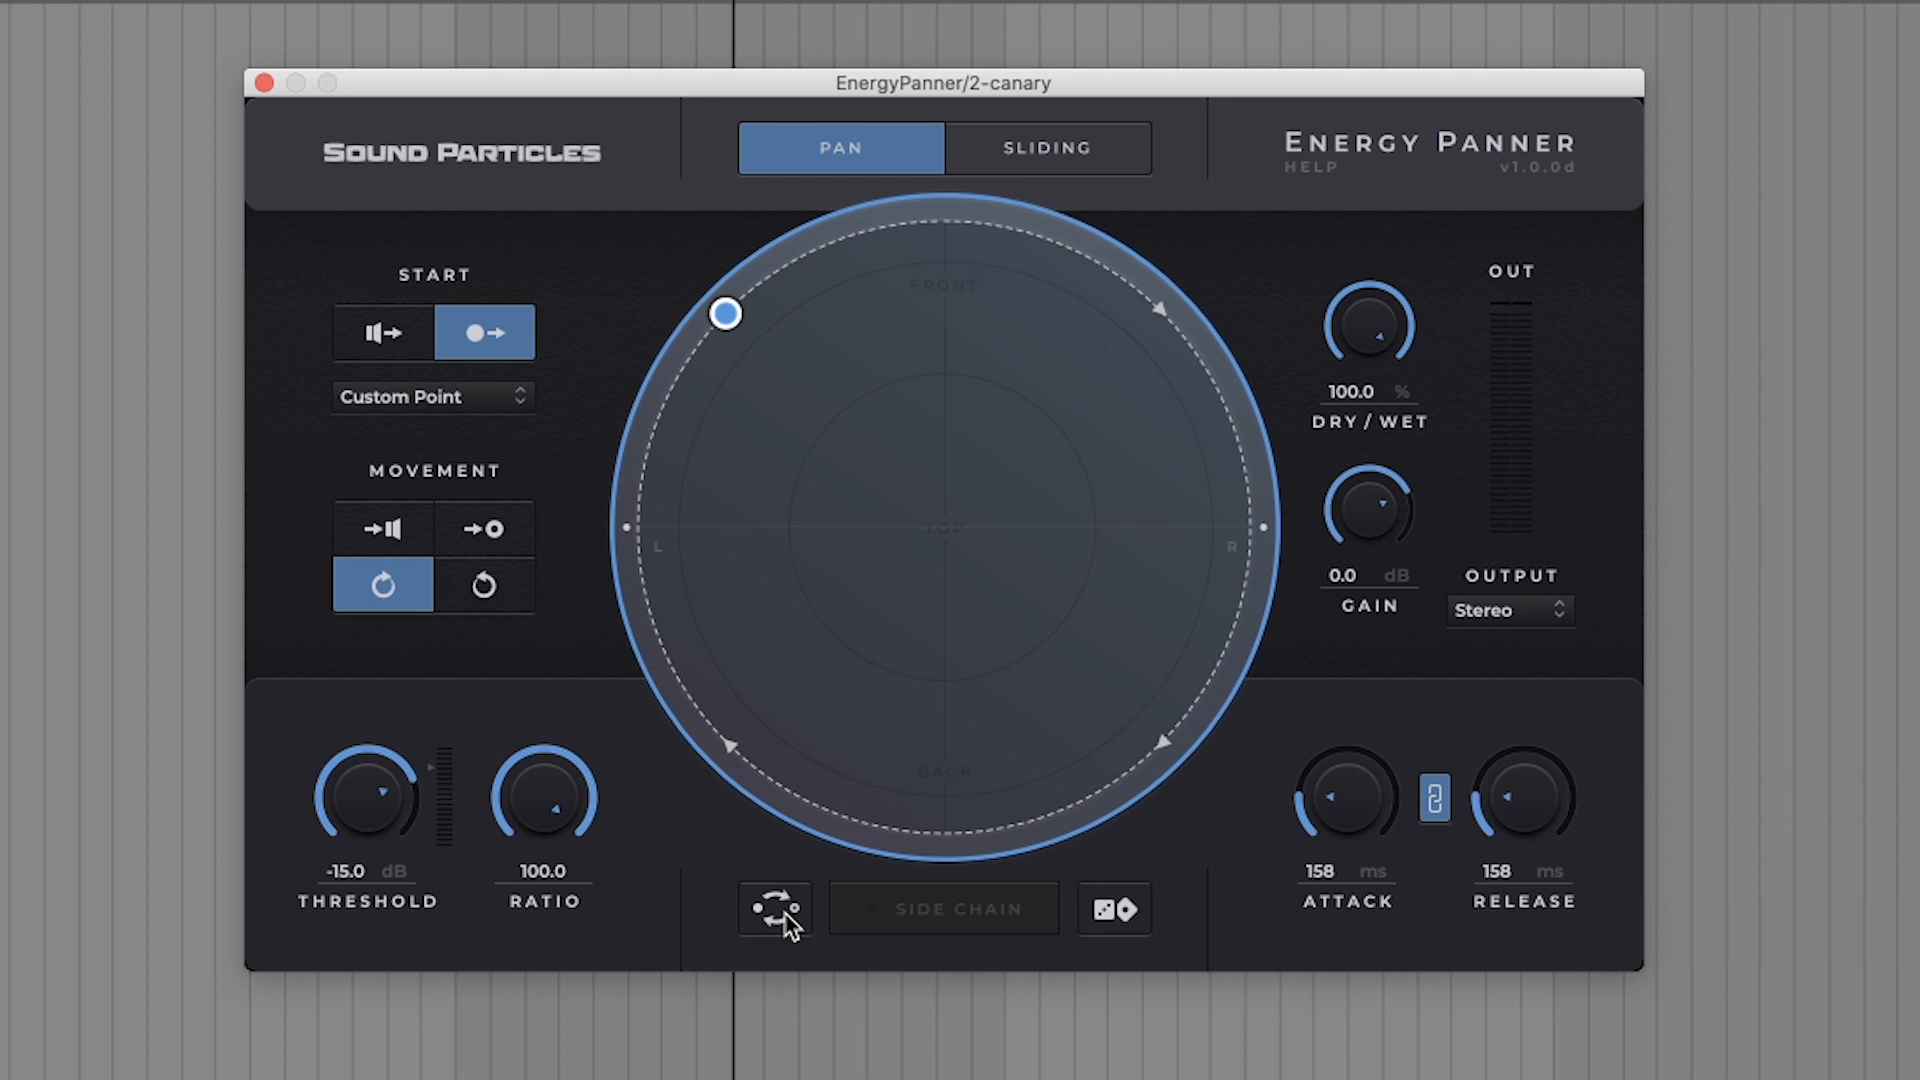 EnergyPanner/2-canary
SOUND PARTICLES
PAN
SLIDING
ENERGY PANNER
HELP
v1.0.0d
START
Custom Point
MOVEMENT
FRONT
TOP
L
R
BACK
100.0 %
DRY / WET
0.0 dB
GAIN
OUT
OUTPUT
Stereo
-15.0 dB
THRESHOLD
100.0
RATIO
SIDE CHAIN
158 ms
ATTACK
158 ms
RELEASE